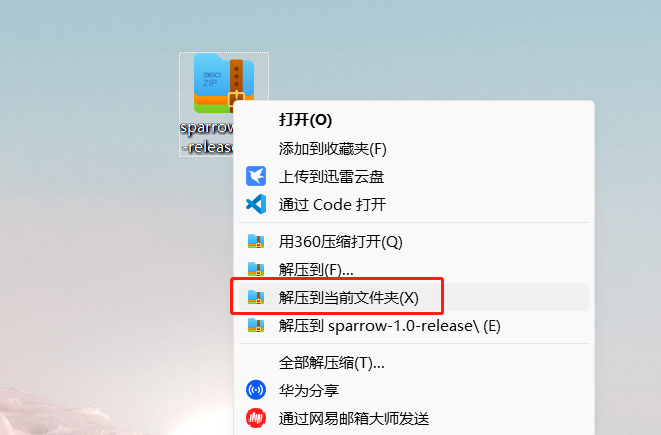 360
ZIP
sparrow
-release
打开(O)
添加到收藏夹(F)
上传到迅雷云盘
通过 Code 打开
用360压缩打开(Q)
解压到(F)...
解压到当前文件夹(X)
解压到 sparrow-1.0-release\ (E)
全部解压缩(T)...
华为分享
通过网易邮箱大师发送